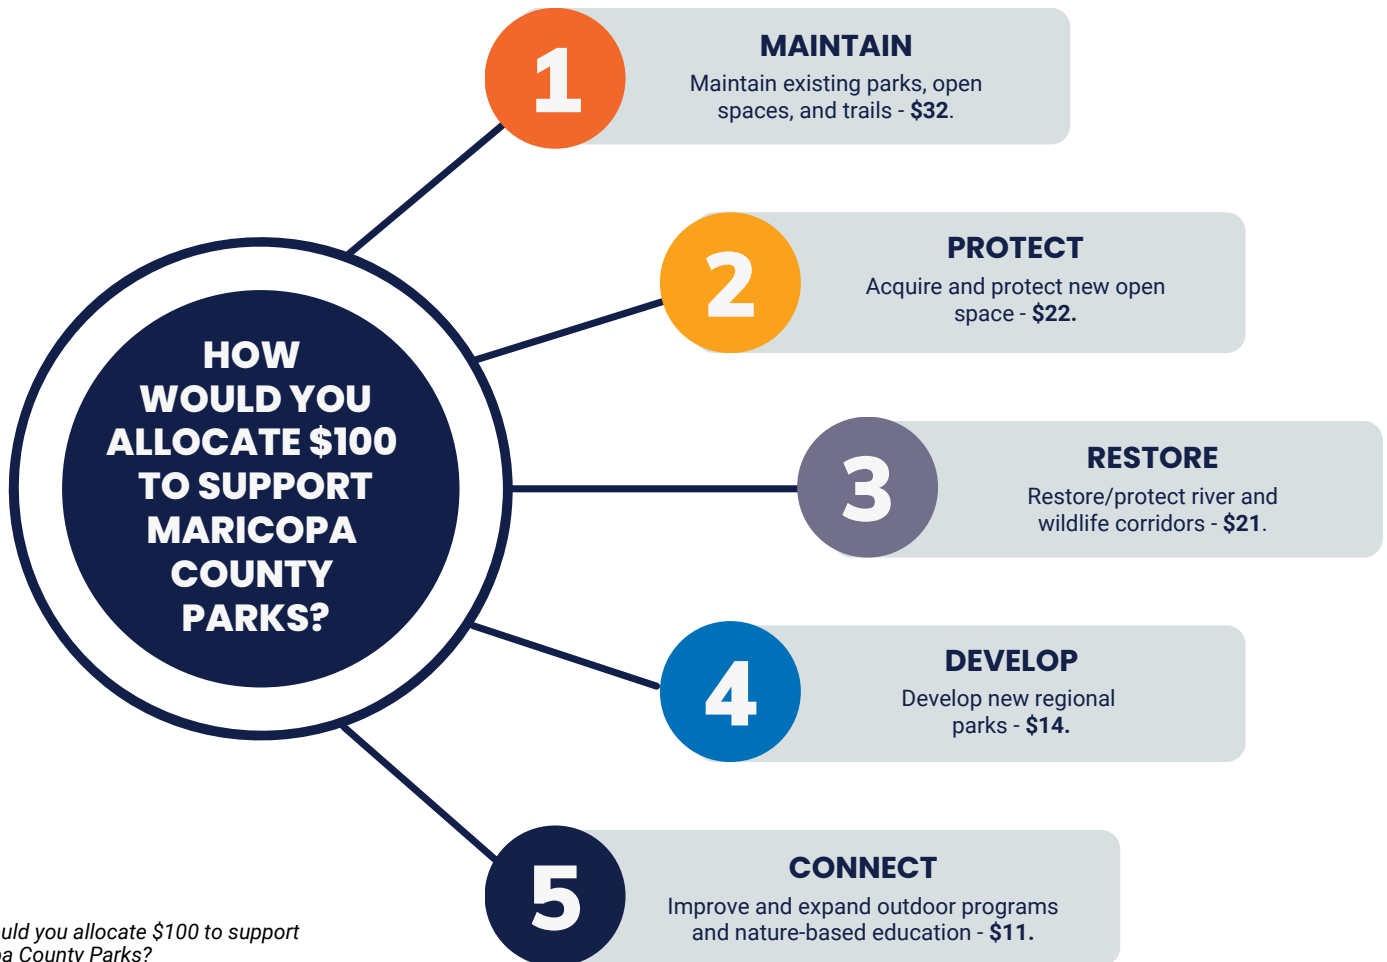 HOW
WOULD YOU
ALLOCATE $100
TO SUPPORT
MARICOPA
COUNTY
PARKS?
1
MAINTAIN
Maintain existing parks, open
spaces, and trails - $32.
2
PROTECT
Acquire and protect new open
space - $22.
3
RESTORE
Restore/protect river and
wildlife corridors - $21.
4
DEVELOP
Develop new regional
parks - $14.
5
CONNECT
Improve and expand outdoor programs
and nature-based education - $11.
you allocate $100 to support
County Parks?